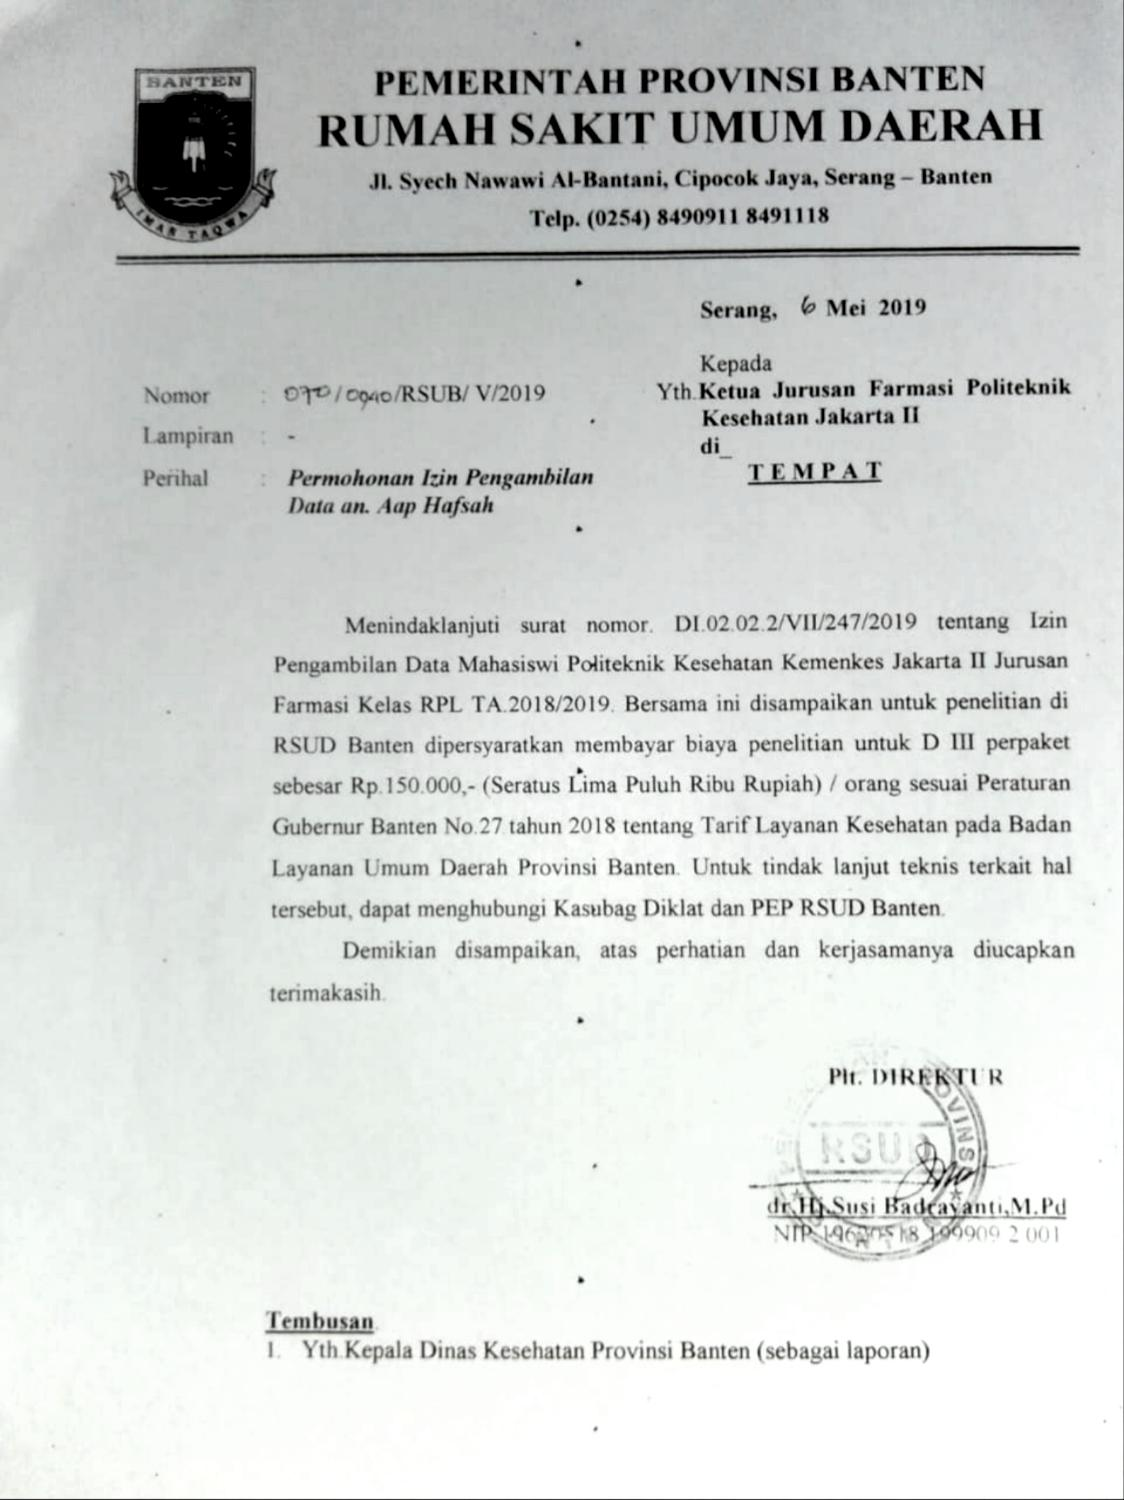 BANTEN
IMAN TAQWA
PEMERINTAH PROVINSI BANTEN
RUMAH SAKIT UMUM DAERAH
Jl. Syech Nawawi Al-Bantani, Cipocok Jaya, Serang – Banten
Telp. (0254) 8490911 8491118
Serang, 6 Mei 2019
Kepada
Nomor : 070/0940/RSUB/ V/2019
Yth.Ketua Jurusan Farmasi Politeknik
Kesehatan Jakarta II
Lampiran : -
di_
TEMPAT
Perihal : Permohonan Izin Pengambilan
Data an. Aap Hafsah
Menindaklanjuti surat nomor. DI.02.02.2/VII/247/2019 tentang Izin
Pengambilan Data Mahasiswi Politeknik Kesehatan Kemenkes Jakarta II Jurusan
Farmasi Kelas RPL TA.2018/2019. Bersama ini disampaikan untuk penelitian di
RSUD Banten dipersyaratkan membayar biaya penelitian untuk D III perpaket
sebesar Rp.150.000,- (Seratus Lima Puluh Ribu Rupiah) / orang sesuai Peraturan
Gubernur Banten No.27 tahun 2018 tentang Tarif Layanan Kesehatan pada Badan
Layanan Umum Daerah Provinsi Banten. Untuk tindak lanjut teknis terkait hal
tersebut, dapat menghubungi Kasubag Diklat dan PEP RSUD Banten.
Demikian disampaikan, atas perhatian dan kerjasamanya diucapkan
terimakasih.
Plt. DIREKTUR
RSUD
dr.Hj.Susi Badrayanti,M.Pd
NIP. 199909 2 001
Tembusan
1. Yth.Kepala Dinas Kesehatan Provinsi Banten (sebagai laporan)